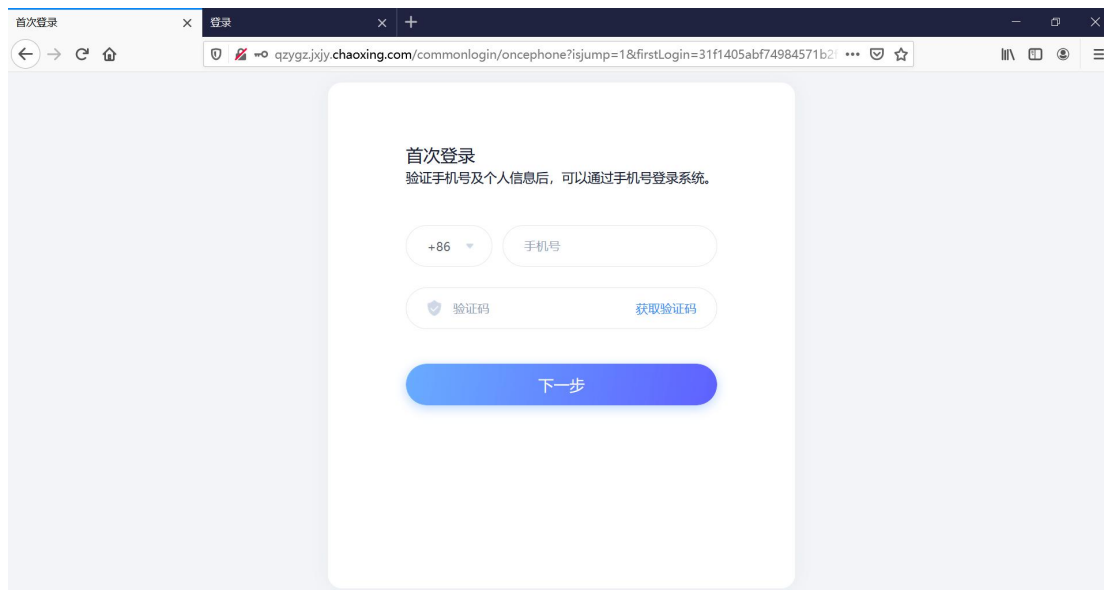 首次登录
登录
qzygz.jxjy.chaoxing.com/commonlogin/oncephone?isjump=1&firstLogin=31f1405abf74984571b2
首次登录
验证手机号及个人信息后，可以通过手机号登录系统。
+86 手机号
验证码 获取验证码
下一步